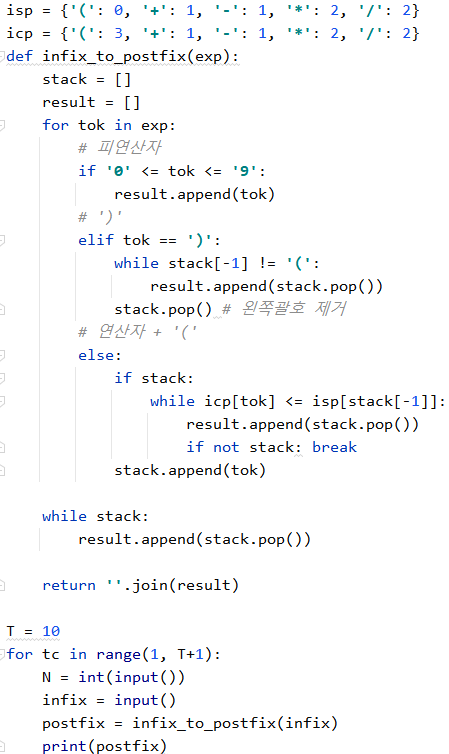 isp = {'(': 0, '+': 1, '-': 1, '*': 2, '/': 2}
icp = {'(': 3, '+': 1, '-': 1, '*': 2, '/': 2}
def infix_to_postfix(exp):
    stack = []
    result = []
    for tok in exp:
        # 피연산자
        if '0' <= tok <= '9':
            result.append(tok)
        # ')'
        elif tok == ')':
            while stack[-1] != '(':
                result.append(stack.pop())
            stack.pop() # 왼쪽괄호 제거
        # 연산자 + '('
        else:
            if stack:
                while icp[tok] <= isp[stack[-1]]:
                    result.append(stack.pop())
                    if not stack: break
            stack.append(tok)

    while stack:
        result.append(stack.pop())

    return ''.join(result)

T = 10
for tc in range(1, T+1):
    N = int(input())
    infix = input()
    postfix = infix_to_postfix(infix)
    print(postfix)